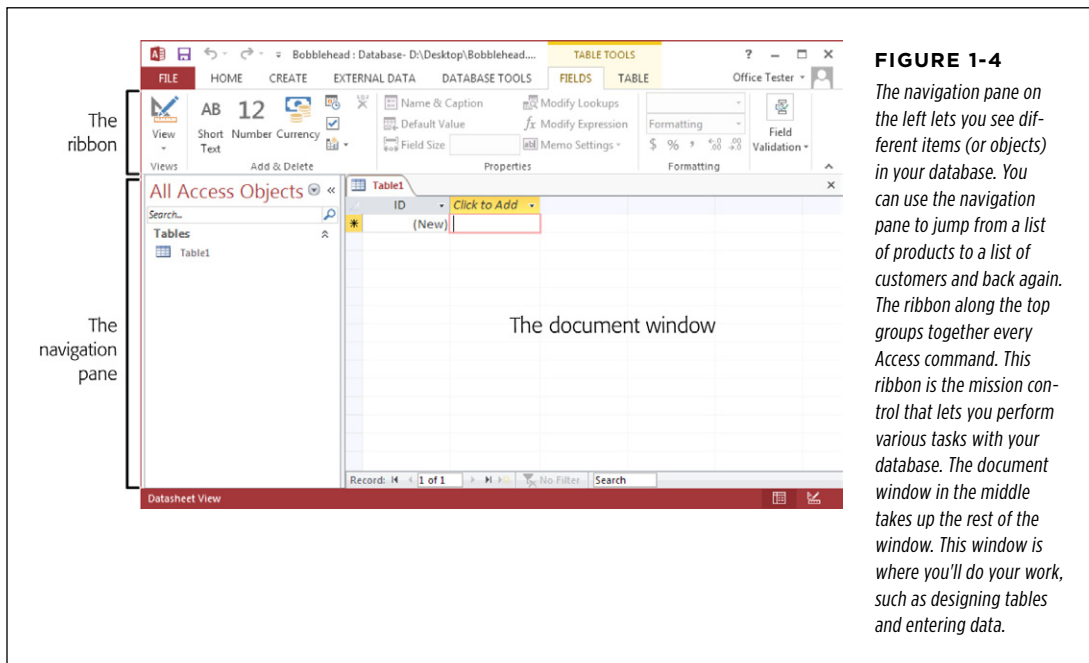 Bobblehead : Database- D:\Desktop\Bobblehead....
TABLE TOOLS
?
FILE HOME CREATE EXTERNAL DATA DATABASE TOOLS FIELDS TABLE
Office Tester
The
ribbon
View
Views
AB
Short
Text
12
Number
Currency
Add & Delete
Name & Caption
Default Value
Field Size
Modify Lookups
fx Modify Expression
ab Memo Settings
Properties
Formatting
$ % ,
Formatting
Field
Validation
The
navigation
pane
All Access Objects «
Search...
Tables
Table1
Table1
ID Click to Add
* (New)
The document window
Record: 1 of 1 No Filter Search
Datasheet View
FIGURE 1-4
The navigation pane on
the left lets you see dif-
ferent items (or objects)
in your database. You
can use the navigation
pane to jump from a list
of products to a list of
customers and back again.
The ribbon along the top
groups together every
Access command. This
ribbon is the mission con-
trol that lets you perform
various tasks with your
database. The document
window in the middle
takes up the rest of the
window. This window is
where you'll do your work,
such as designing tables
and entering data.